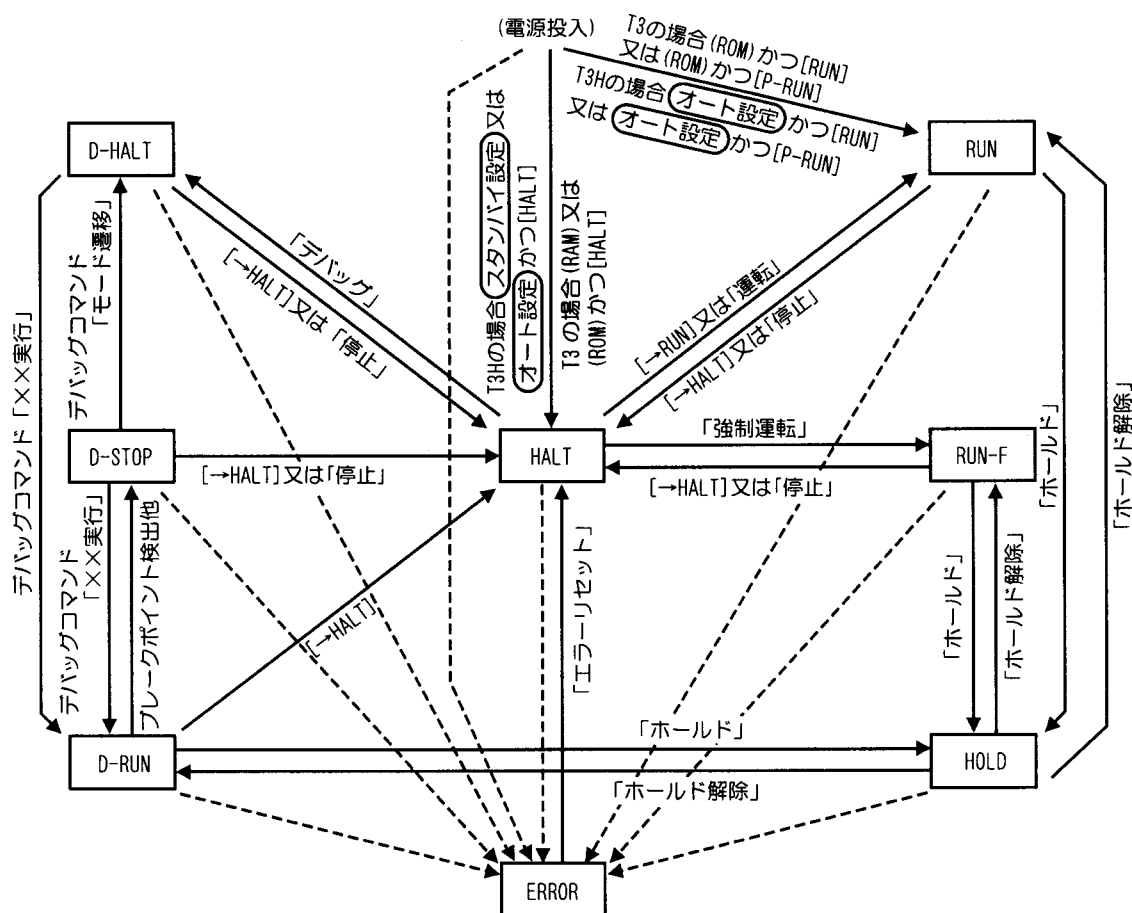 (電源投入)
T3の場合(ROM)かつ[RUN]
又は(ROM)かつ[P-RUN]
T3Hの場合 オート設定 かつ[RUN]
又は オート設定 かつ[P-RUN]
D-HALT
RUN
T3Hの場合 スタンバイ設定 又は
オート設定 かつ[HALT]
T3の場合(RAM)又は
(ROM)かつ[HALT]
「デバッグ」
[→HALT]又は「停止」
[→RUN]又は「運転」
[→HALT]又は「停止」
デバッグコマンド
「モード遷移」
デバッグコマンド「××実行」
D-STOP
[→HALT]又は「停止」
HALT
「強制運転」
[→HALT]又は「停止」
RUN-F
「ホールド」
「ホールド解除」
デバッグコマンド
「××実行」
ブレークポイント検出他
[→HALT]
「エラーリセット」
「ホールド」
「ホールド解除」
D-RUN
「ホールド」
「ホールド解除」
HOLD
ERROR